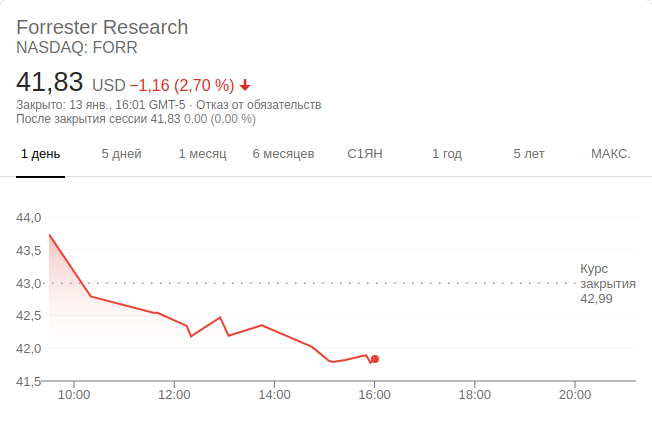 Forrester Research
NASDAQ: FORR
41,83 USD −1,16 (2,70 %)
Закрыто: 13 янв., 16:01 GMT-5 · Отказ от обязательств
После закрытия сессии 41,83 0,00 (0,00 %)
1 день 5 дней 1 месяц 6 месяцев С1ЯН 1 год 5 лет МАКС.
44,0
43,5
43,0
42,5
42,0
41,5
Курс
закрытия
42,99
10:00 12:00 14:00 16:00 18:00 20:00